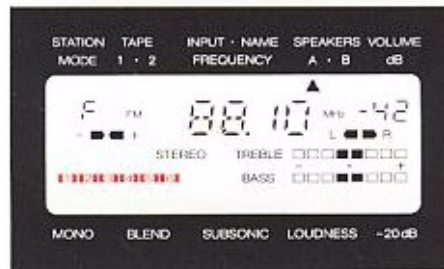 STATION TAPE INPUT · NAME SPEAKERS VOLUME
MODE 1 · 2 FREQUENCY A · B dB
F FM 88.10 MHz -42
- + L R
STEREO TREBLE
- +
BASS
MONO BLEND SUBSONIC LOUDNESS -20dB